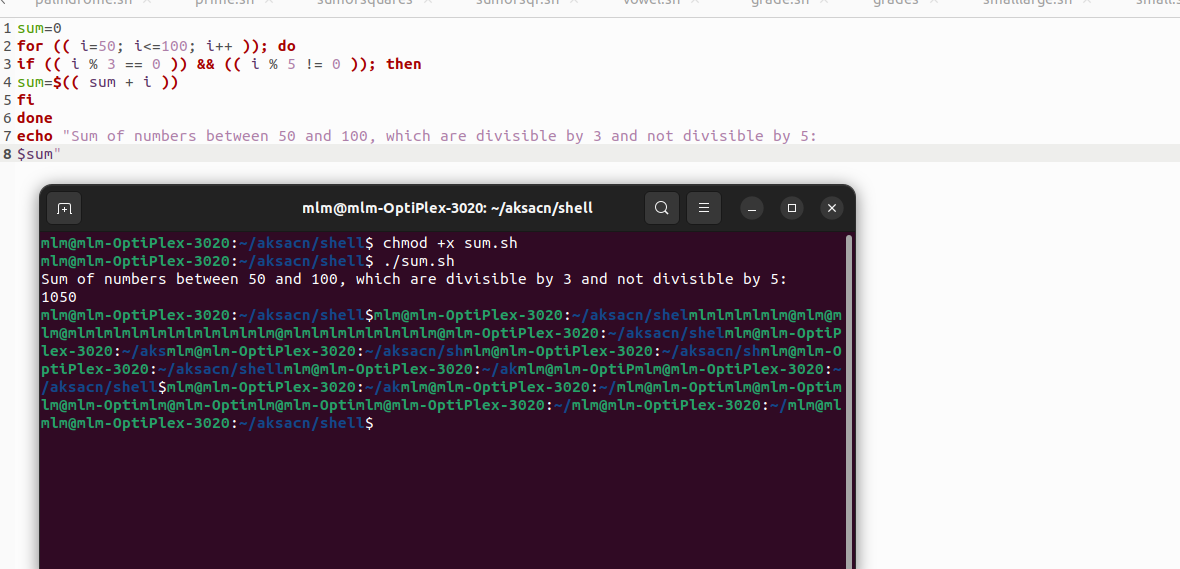 palindrome.sh prime.sh sumofsquares sumofsqr.sh vowel.sh grade.sh grades smalllarge.sh
1 sum=0
2 for (( i=50; i<=100; i++ )); do
3 if (( i % 3 == 0 )) && (( i % 5 != 0 )); then
4 sum=$(( sum + i ))
5 fi
6 done
7 echo "Sum of numbers between 50 and 100, which are divisible by 3 and not divisible by 5:
8 $sum"
mlm@mlm-OptiPlex-3020: ~/aksacn/shell
mlm@mlm-OptiPlex-3020:~/aksacn/shell$ chmod +x sum.sh
mlm@mlm-OptiPlex-3020:~/aksacn/shell$ ./sum.sh
Sum of numbers between 50 and 100, which are divisible by 3 and not divisible by 5:
1050
mlm@mlm-OptiPlex-3020:~/aksacn/shell$mlm@mlm-OptiPlex-3020:~/aksacn/shelmlmlmlmlmlm@mlm@m
lm@mlmlmlmlmlmlmlmlmlmlm@mlmlmlmlmlmlmlmlm@mlm-OptiPlex-3020:~/aksacn/shelmlm@mlm-OptiP
lex-3020:~/aksmlm@mlm-OptiPlex-3020:~/aksacn/shmlm@mlm-OptiPlex-3020:~/aksacn/shmlm@mlm-O
ptiPlex-3020:~/aksacn/shellmlm@mlm-OptiPlex-3020:~/akmlm@mlm-OptiPmlm@mlm-OptiPlex-3020:~
/aksacn/shell$mlm@mlm-OptiPlex-3020:~/akmlm@mlm-OptiPlex-3020:~/mlm@mlm-Optimlm@mlm-Optim
lm@mlm-Optimlm@mlm-Optimlm@mlm-Optimlm@mlm-OptiPlex-3020:~/mlm@mlm-OptiPlex-3020:~/mlm@ml
mlm@mlm-OptiPlex-3020:~/aksacn/shell$